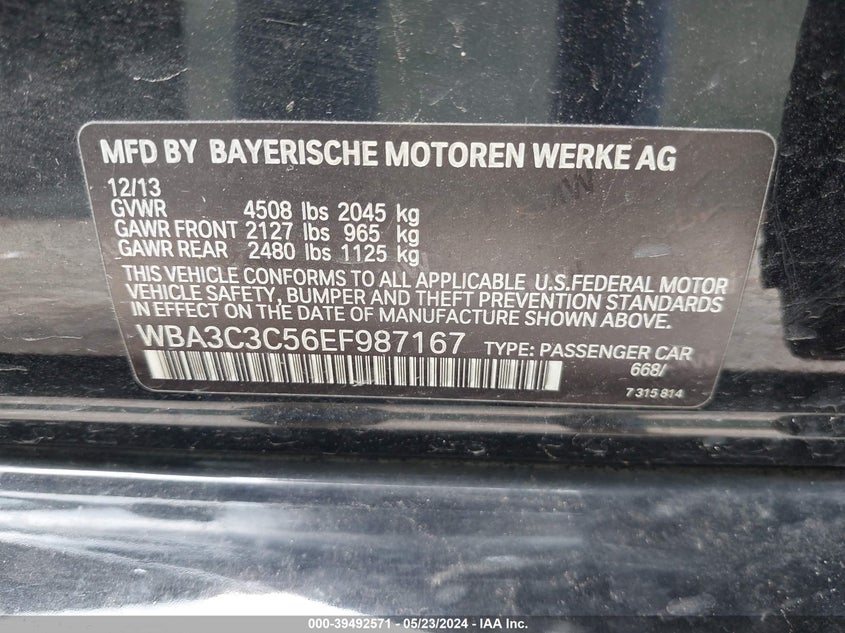 MFD BY BAYERISCHE MOTOREN WERKE AG
12/13
GVWR 4508 lbs 2045 kg
GAWR FRONT 2127 lbs 965 kg
GAWR REAR 2480 lbs 1125 kg
THIS VEHICLE CONFORMS TO ALL APPLICABLE U.S.FEDERAL MOTOR
VEHICLE SAFETY, BUMPER AND THEFT PREVENTION STANDARDS
IN EFFECT ON THE DATE OF MANUFACTURE SHOWN ABOVE.
WBA3C3C56EF987167 TYPE: PASSENGER CAR
668/
7 315 814
000-39492571 - 05/23/2024 - IAAI.com